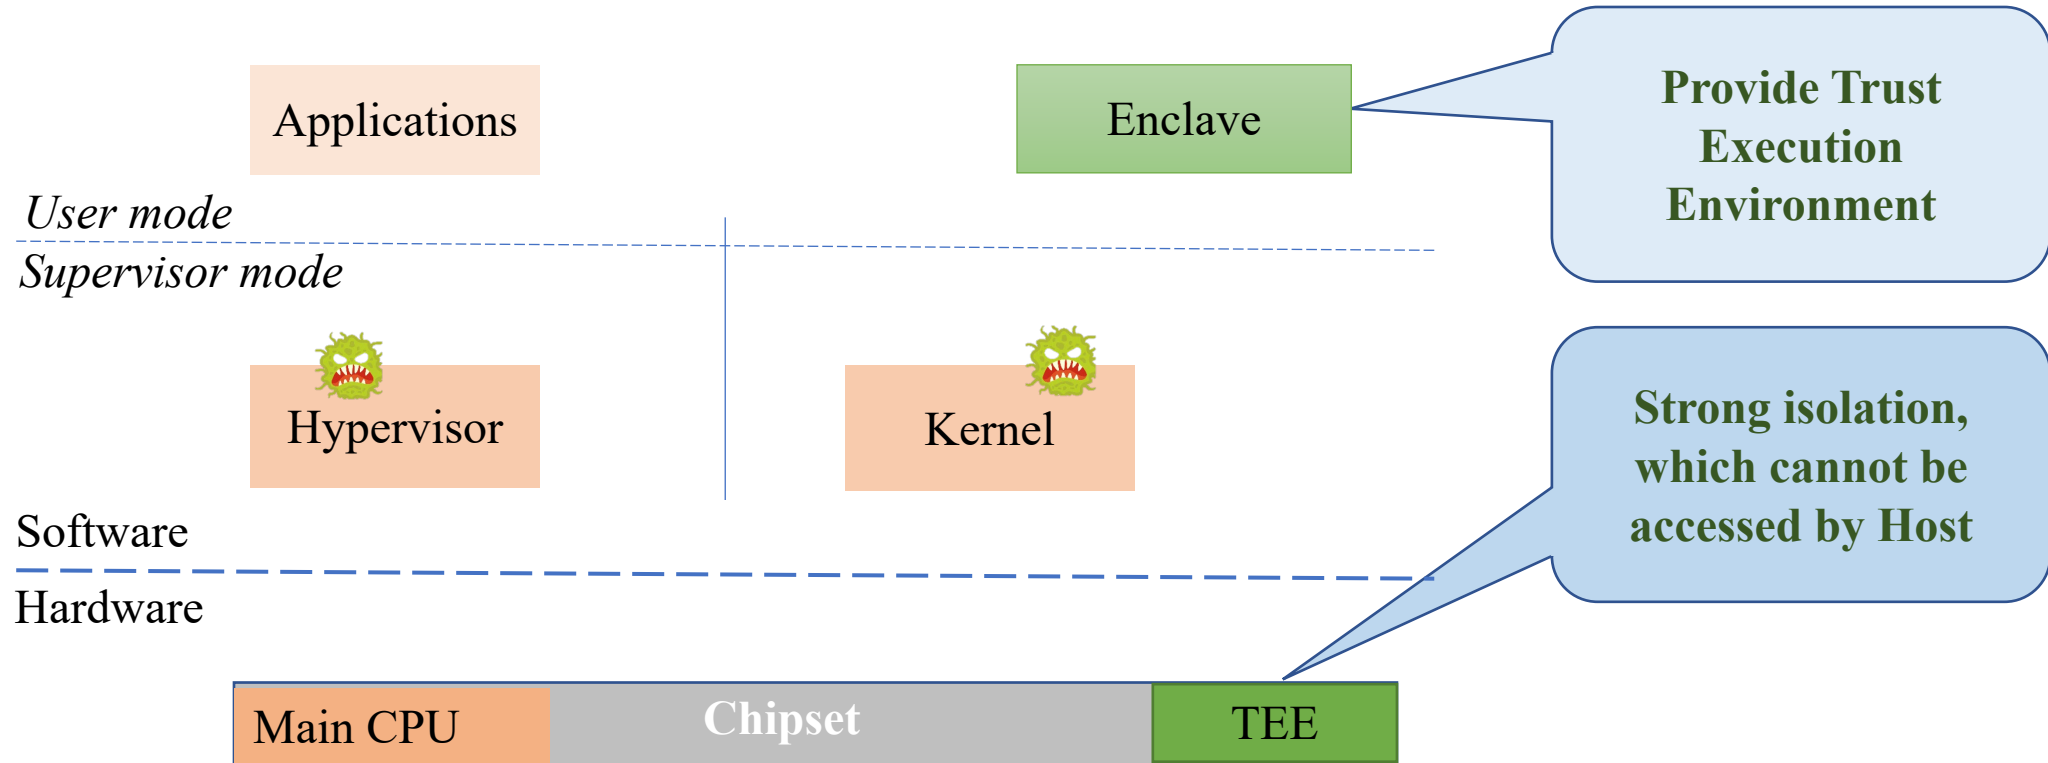 Applications
Enclave
Provide Trust
Execution
Environment
User mode
Supervisor mode
Hypervisor
Kernel
Strong isolation,
which cannot be
accessed by Host
Software
Hardware
Main CPU
Chipset
TEE